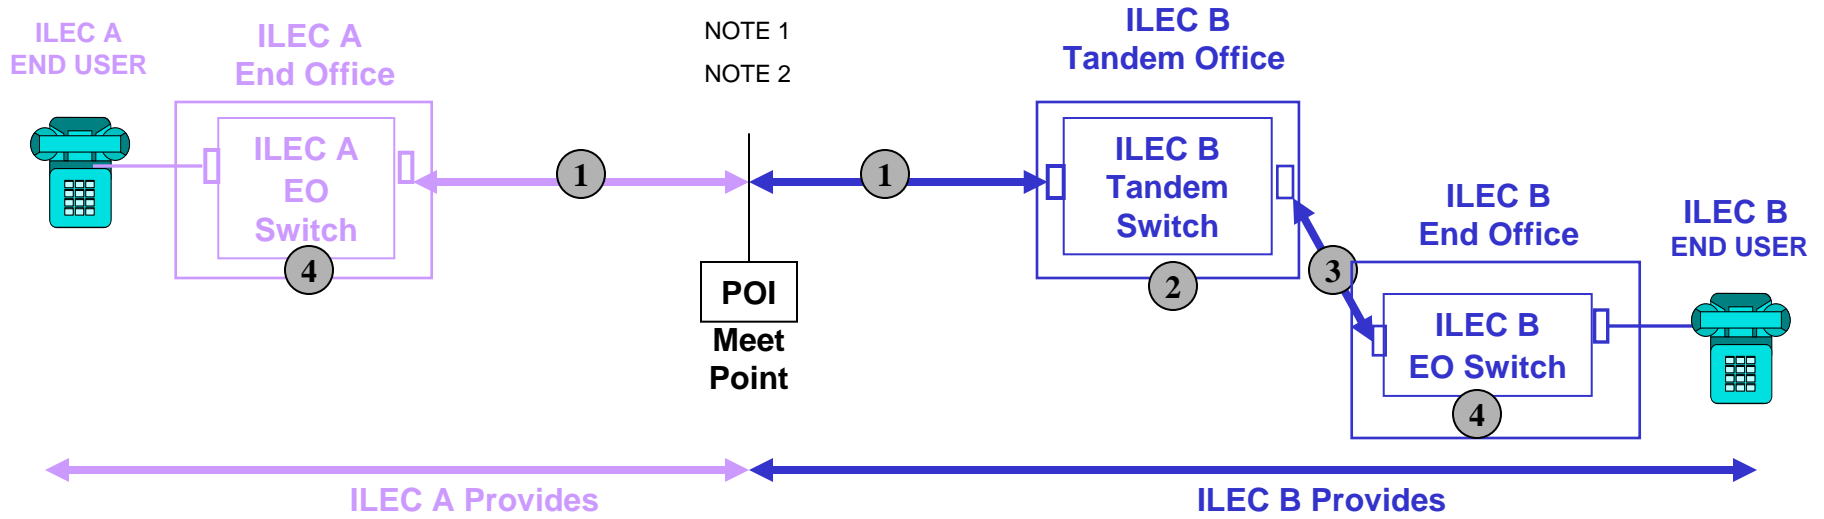 ILEC A
END USER
ILEC A
End Office
NOTE 1
NOTE 2
ILEC B
Tandem Office
ILEC A
EO
Switch
4
1
POI
Meet
Point
1
ILEC B
Tandem
Switch
2
3
ILEC B
End Office
ILEC B
EO Switch
4
ILEC B
END USER
ILEC A Provides
ILEC B Provides